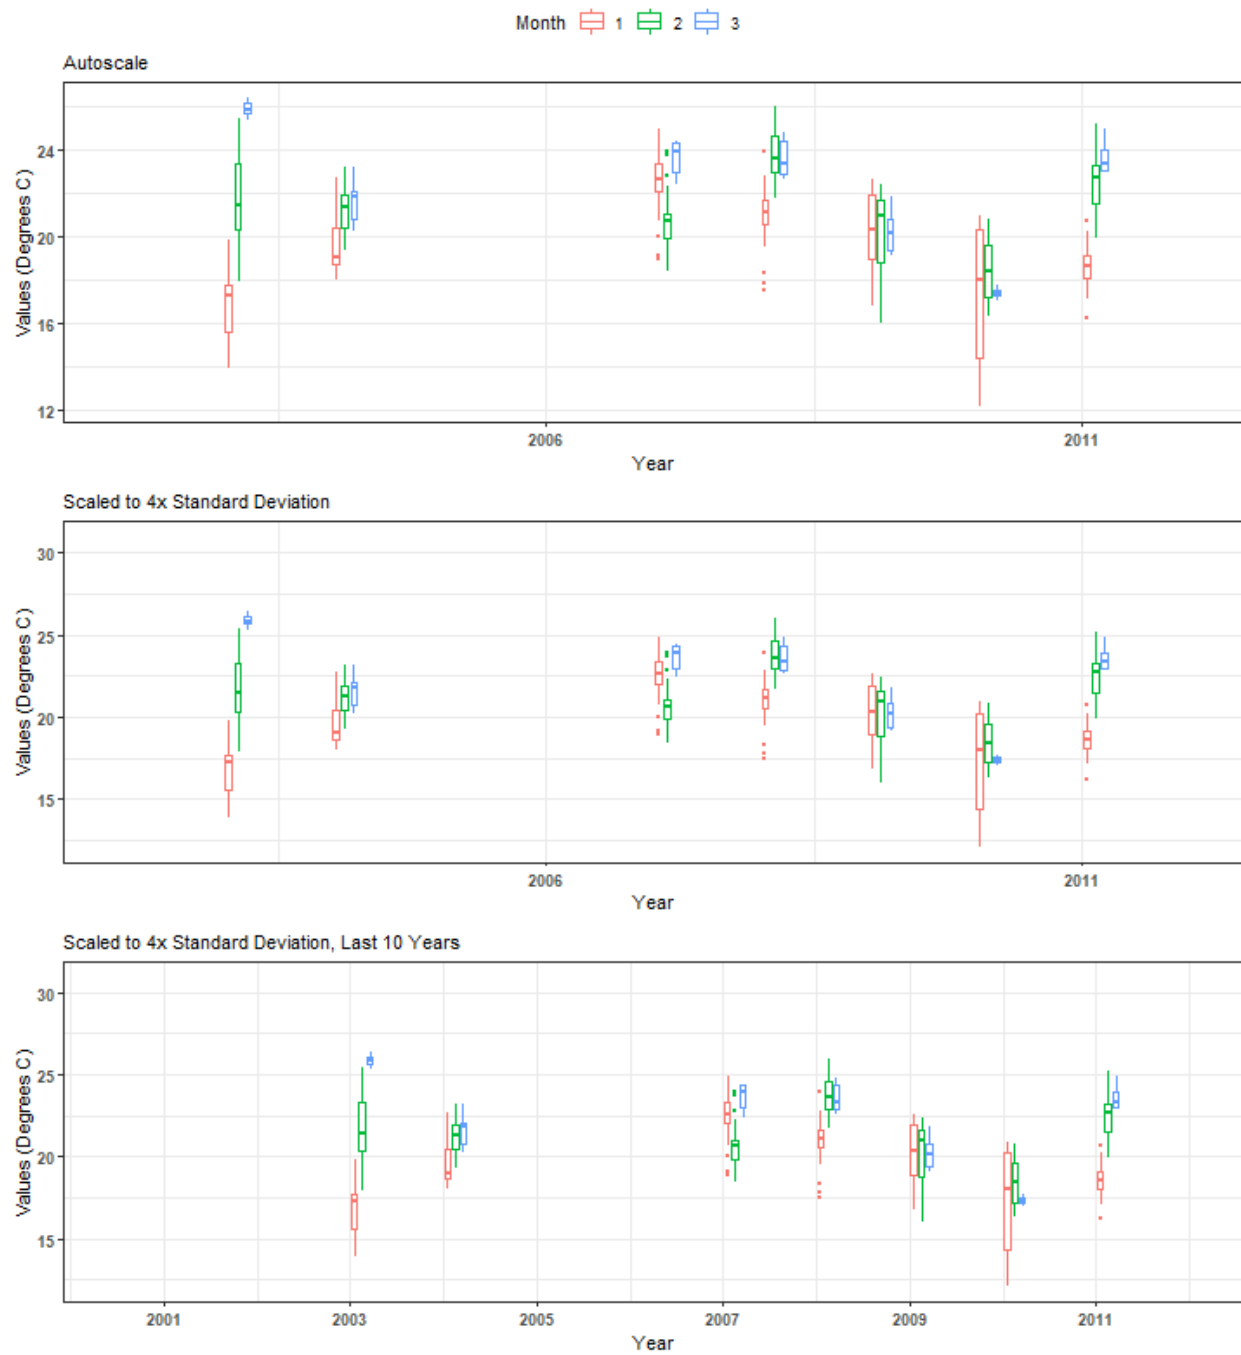 Month 1 2 3
Autoscale
24
20
16
12
Values (Degrees C)
2006 2011
Year
Scaled to 4x Standard Deviation
30
25
20
15
Values (Degrees C)
2006 2011
Year
Scaled to 4x Standard Deviation, Last 10 Years
30
25
20
15
Values (Degrees C)
2001 2003 2005 2007 2009 2011
Year